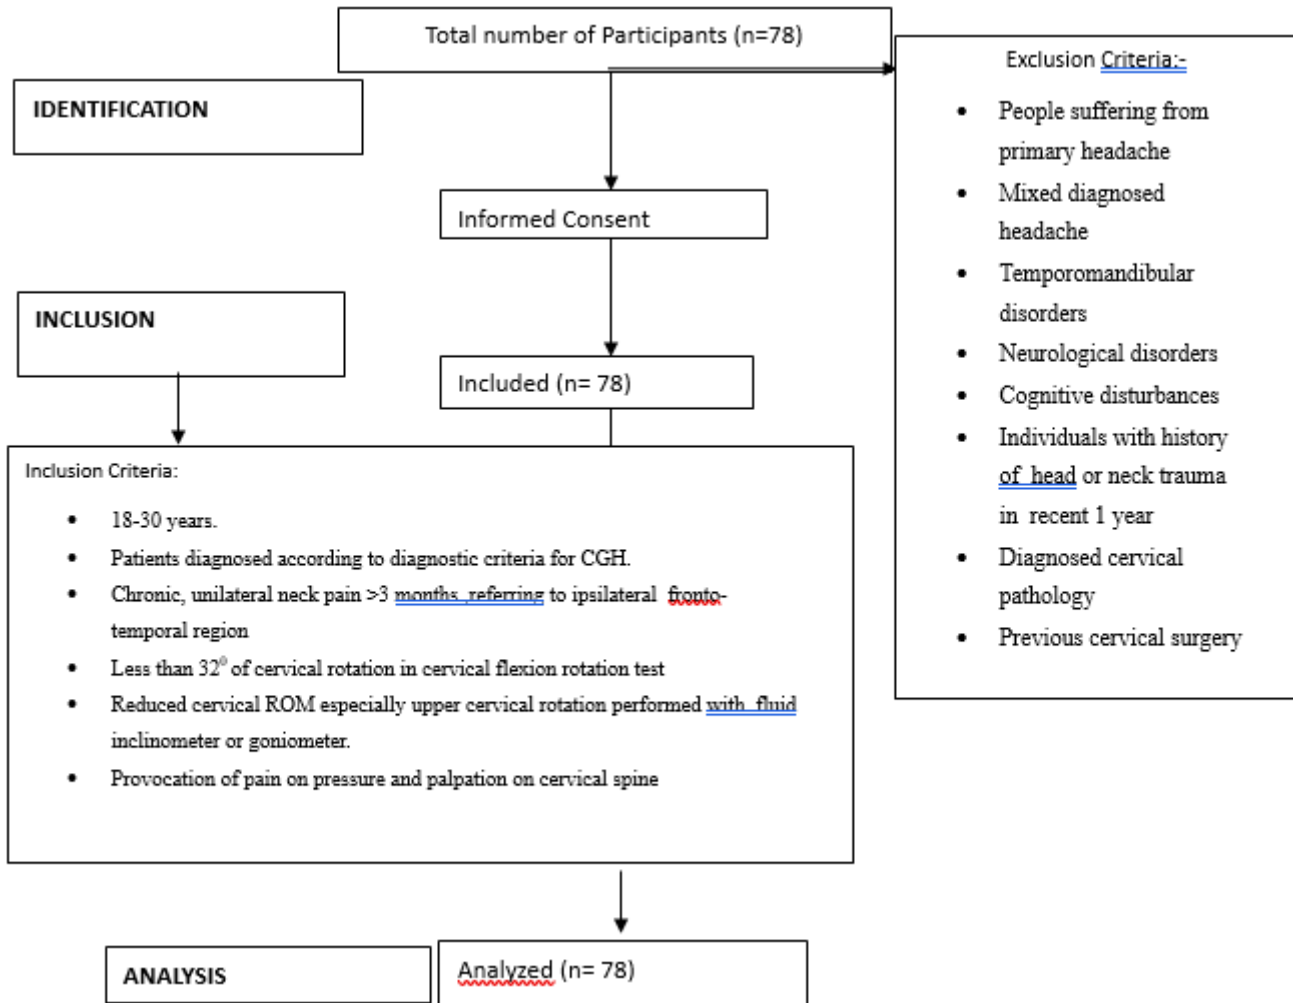 Total number of Participants (n=78)
Exclusion Criteria:-
• People suffering from
primary headache
• Mixed diagnosed
headache
• Temporomandibular
disorders
• Neurological disorders
• Cognitive disturbances
• Individuals with history
of head or neck trauma
in recent 1 year
• Diagnosed cervical
pathology
• Previous cervical surgery
IDENTIFICATION
Informed Consent
INCLUSION
Included (n= 78)
Inclusion Criteria:
• 18-30 years.
• Patients diagnosed according to diagnostic criteria for CGH.
• Chronic, unilateral neck pain >3 months ,referring to ipsilateral fronto-
temporal region
• Less than 32⁰ of cervical rotation in cervical flexion rotation test
• Reduced cervical ROM especially upper cervical rotation performed with fluid
inclinometer or goniometer.
• Provocation of pain on pressure and palpation on cervical spine
ANALYSIS
Analyzed (n= 78)